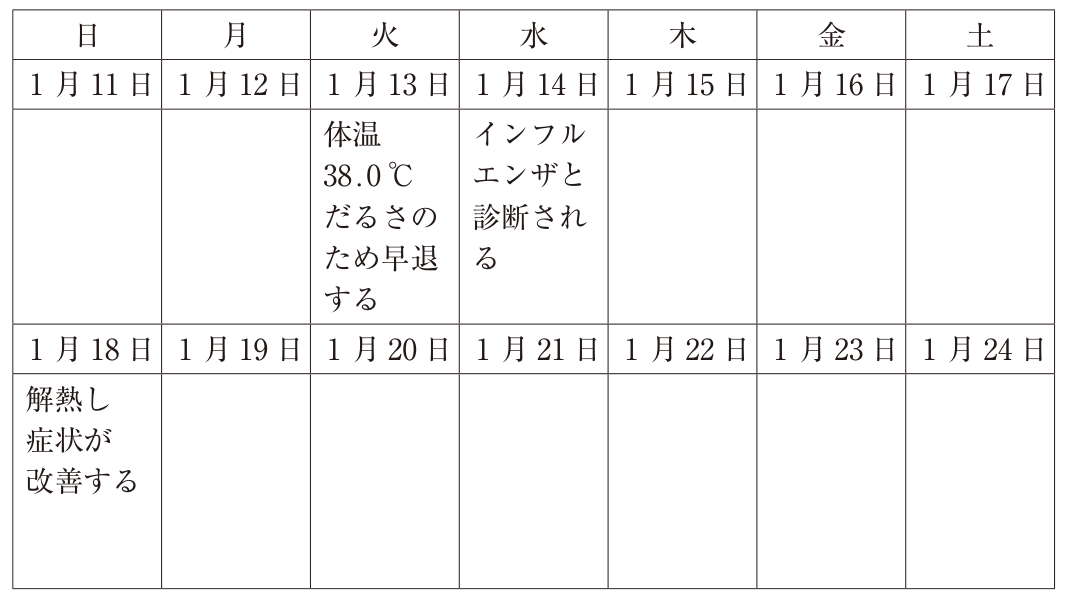 日 月 火 水 木 金 土
1月11日 1月12日 1月13日 1月14日 1月15日 1月16日 1月17日
体温
38.0℃
だるさの
ため早退
する
インフル
エンザと
診断され
る
1月18日 1月19日 1月20日 1月21日 1月22日 1月23日 1月24日
解熱し
症状が
改善する